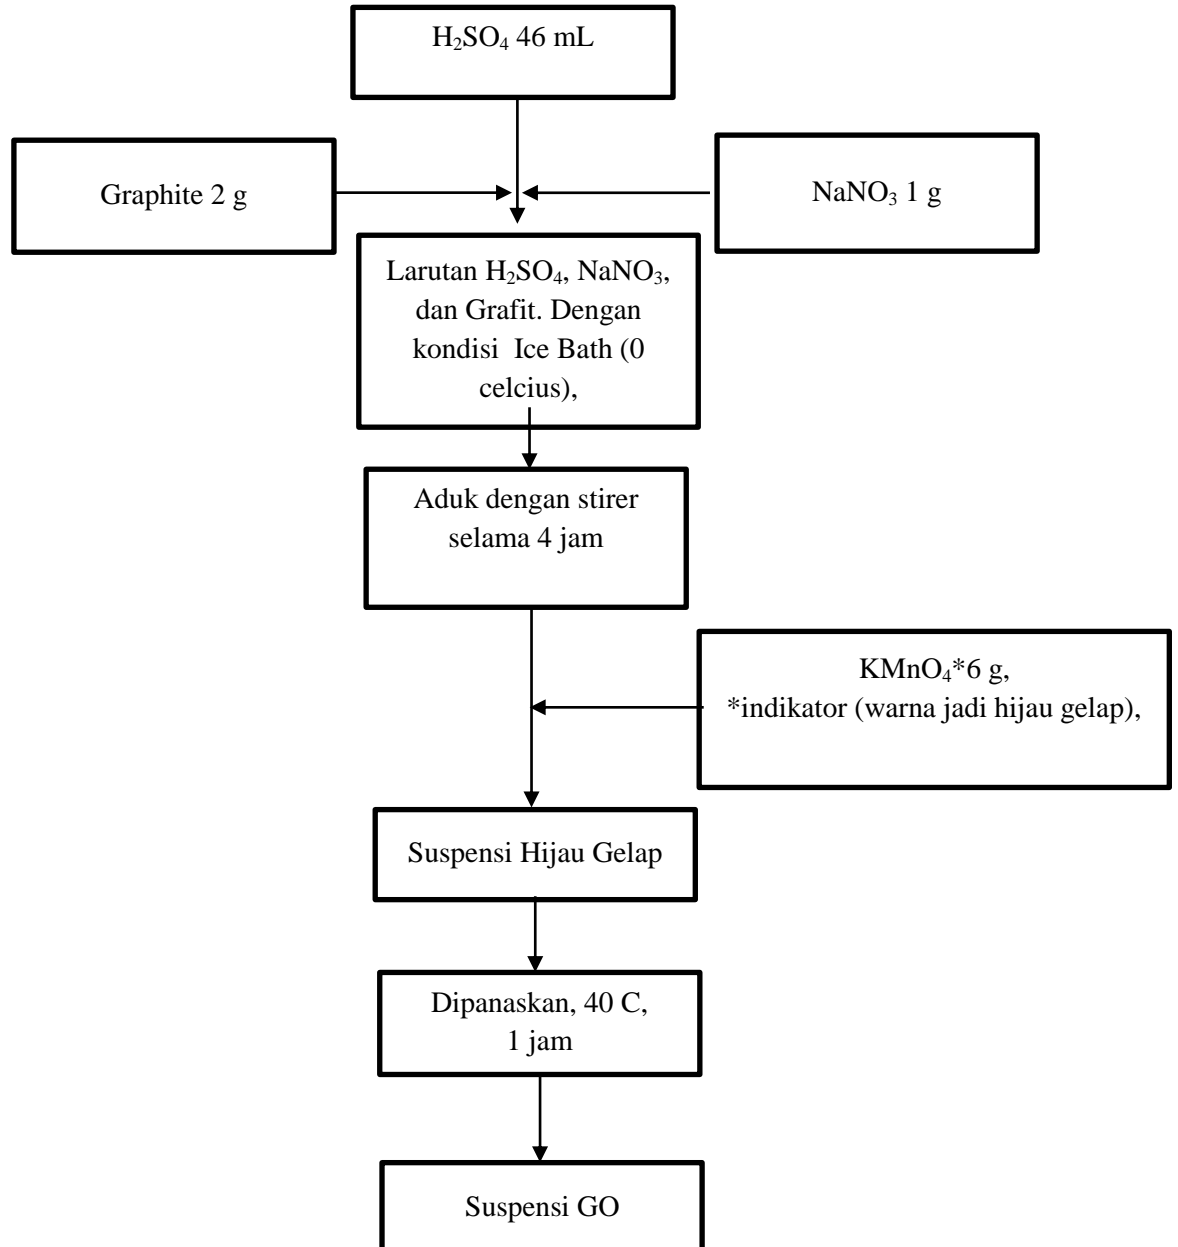 H₂SO₄ 46 mL
Graphite 2 g
NaNO₃ 1 g
Larutan H₂SO₄, NaNO₃,
dan Grafit. Dengan
kondisi Ice Bath (0
celcius),
Aduk dengan stirer
selama 4 jam
KMnO₄*6 g,
*indikator (warna jadi hijau gelap),
Suspensi Hijau Gelap
Dipanaskan, 40 C,
1 jam
Suspensi GO